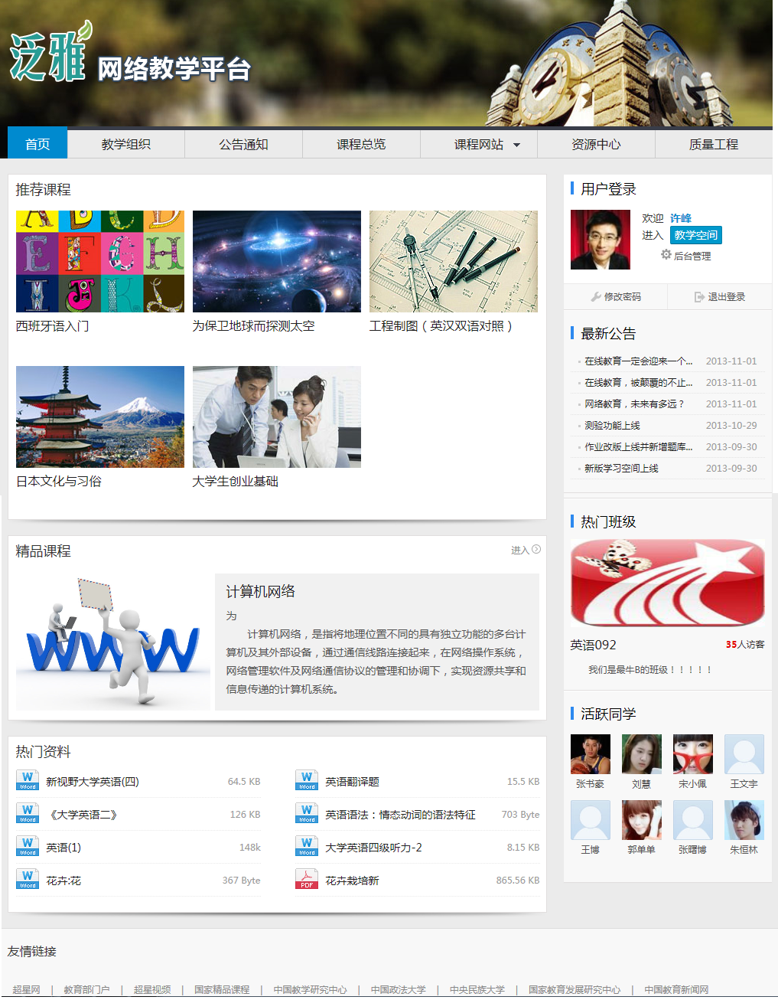 泛雅 网络教学平台
首页 教学组织 公告通知 课程总览 课程网站 资源中心 质量工程
推荐课程
西班牙语入门 为保卫地球而探测太空 工程制图（英汉双语对照）
日本文化与习俗 大学生创业基础
精品课程 进入
WWW
计算机网络
为
计算机网络，是指将地理位置不同的具有独立功能的多台计
算机及其外部设备，通过通信线路连接起来，在网络操作系统，
网络管理软件及网络通信协议的管理和协调下，实现资源共享和
信息传递的计算机系统。
热门资料
Word 新视野大学英语(四) 64.5 KB
Word 英语翻译题 15.5 KB
Word 《大学英语二》 126 KB
Word 英语语法：情态动词的语法特征 703 Byte
Word 英语(1) 148k
Word 大学英语四级听力-2 8.15 KB
Word 花卉:花 367 Byte
PDF 花卉栽培新 865.56 KB
用户登录
欢迎 许峰
进入 教学空间
后台管理
修改密码 退出登录
最新公告
在线教育一定会迎来一个... 2013-11-01
在线教育，被颠覆的不止... 2013-11-01
网络教育，未来有多远？ 2013-11-01
测验功能上线 2013-10-29
作业改版上线并新增题库... 2013-09-30
新版学习空间上线 2013-09-30
热门班级
英语092 35人访客
我们是最牛B的班级！！！！！
活跃同学
张书豪 刘慧 宋小佩 王文宇
王博 郭单单 张曙博 朱恒林
友情链接
超星网 | 教育部门户 | 超星视频 | 国家精品课程 | 中国教学研究中心 | 中国政法大学 | 中央民族大学 | 国家教育发展研究中心 | 中国教育新闻网